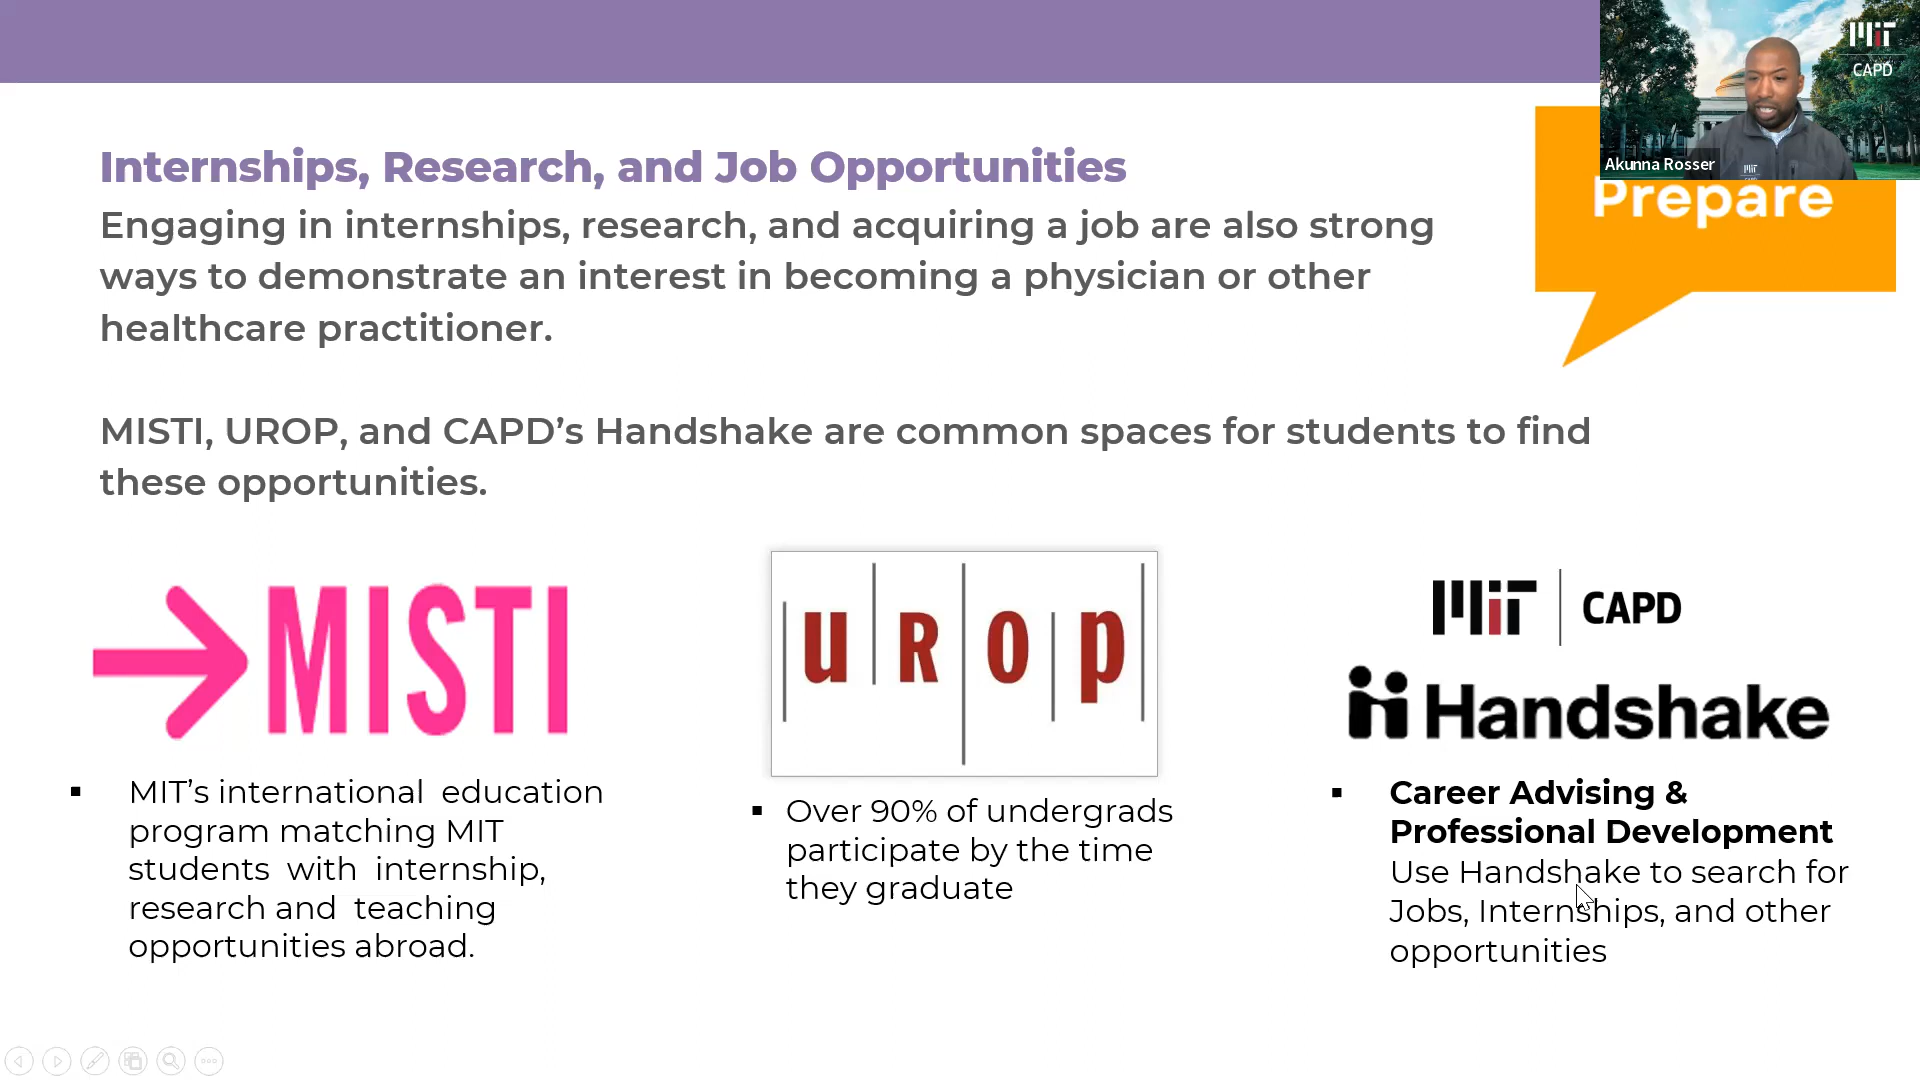 MIT
CAPD
Akunna Rosser
Prepare
Internships, Research, and Job Opportunities
Engaging in internships, research, and acquiring a job are also strong
ways to demonstrate an interest in becoming a physician or other
healthcare practitioner.
MISTI, UROP, and CAPD’s Handshake are common spaces for students to find
these opportunities.
MISTI
▪ MIT’s international  education
program matching MIT
students  with  internship,
research and  teaching
opportunities abroad.
uROp
▪ Over 90% of undergrads
participate by the time
they graduate
MIT | CAPD
Handshake
▪ Career Advising &
Professional Development
Use Handshake to search for
Jobs, Internships, and other
opportunities